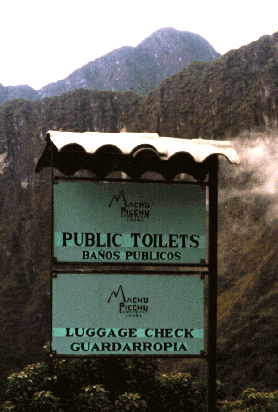 MACHU
PICCHU
PUBLIC TOILETS
BAÑOS PUBLICOS
MACHU
PICCHU
LUGGAGE CHECK
GUARDARROPIA